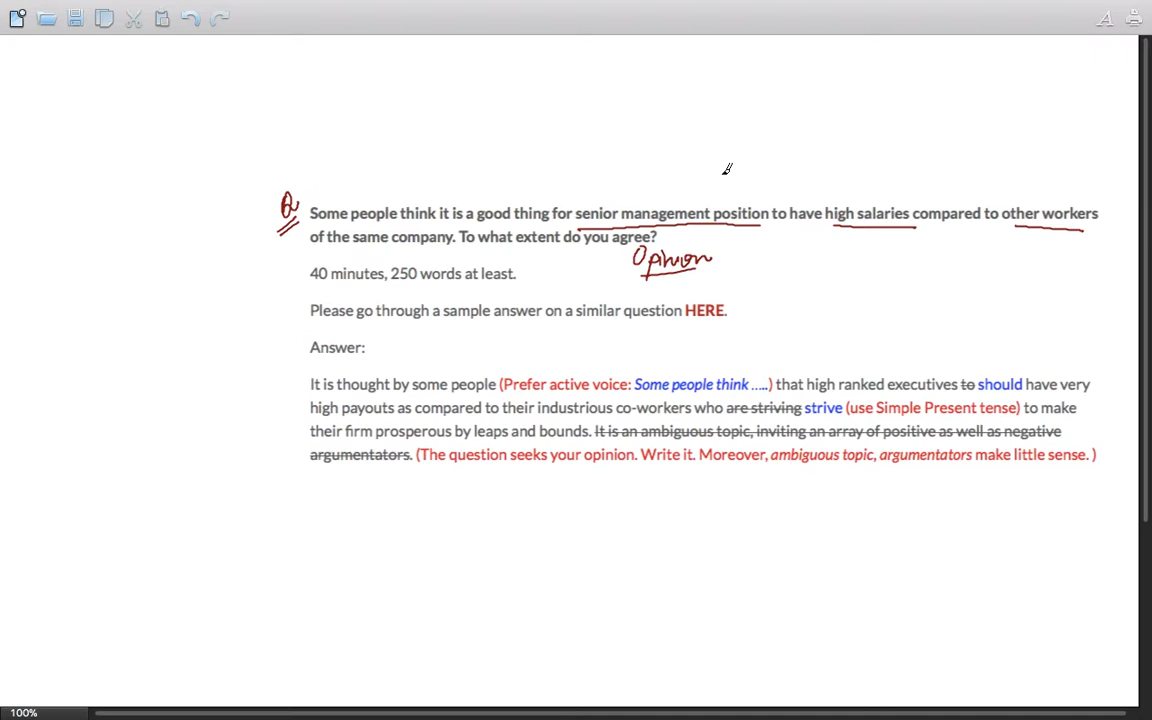 Q
Some people think it is a good thing for senior management position to have high salaries compared to other workers
of the same company. To what extent do you agree?
Opinion
40 minutes, 250 words at least.
Please go through a sample answer on a similar question HERE.
Answer:
It is thought by some people (Prefer active voice: Some people think .....) that high ranked executives to should have very
high payouts as compared to their industrious co-workers who are striving strive (use Simple Present tense) to make
their firm prosperous by leaps and bounds. It is an ambiguous topic, inviting an array of positive as well as negative
argumentators. (The question seeks your opinion. Write it. Moreover, ambiguous topic, argumentators make little sense. )
100%